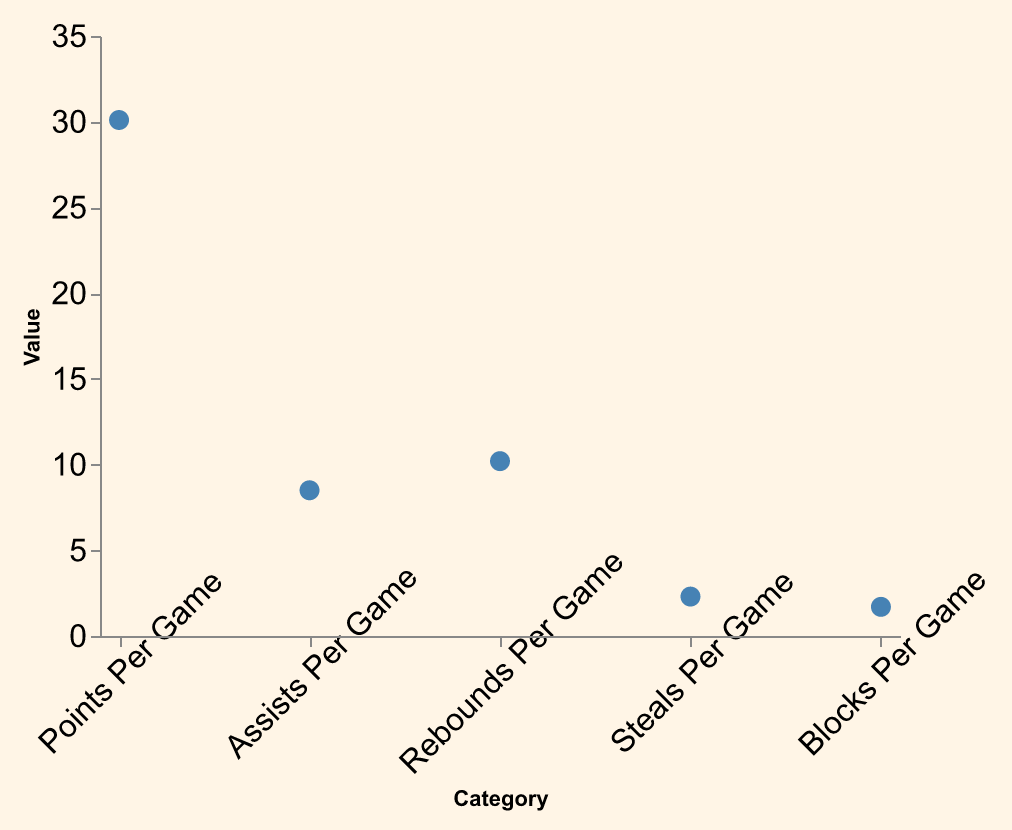 35
30
25
20
15
10
5
0
Value
Points Per Game
Assists Per Game
Rebounds Per Game
Steals Per Game
Blocks Per Game
Category